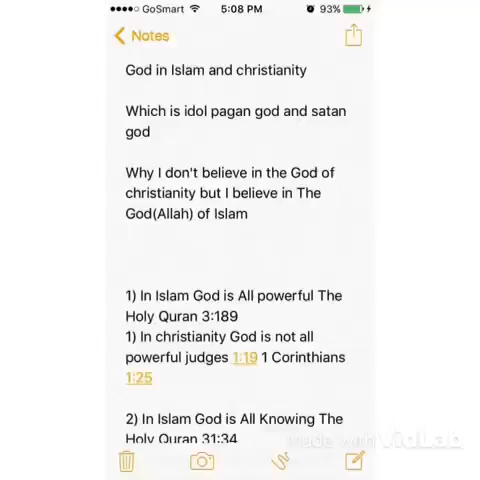 GoSmart 5:08 PM 93%
Notes
God in Islam and christianity
Which is idol pagan god and satan
god
Why I don't believe in the God of
christianity but I believe in The
God(Allah) of Islam
1) In Islam God is All powerful The
Holy Quran 3:189
1) In christianity God is not all
powerful judges 1:19 1 Corinthians
1:25
2) In Islam God is All Knowing The
Holy Quran 31:34
Made with VidLab